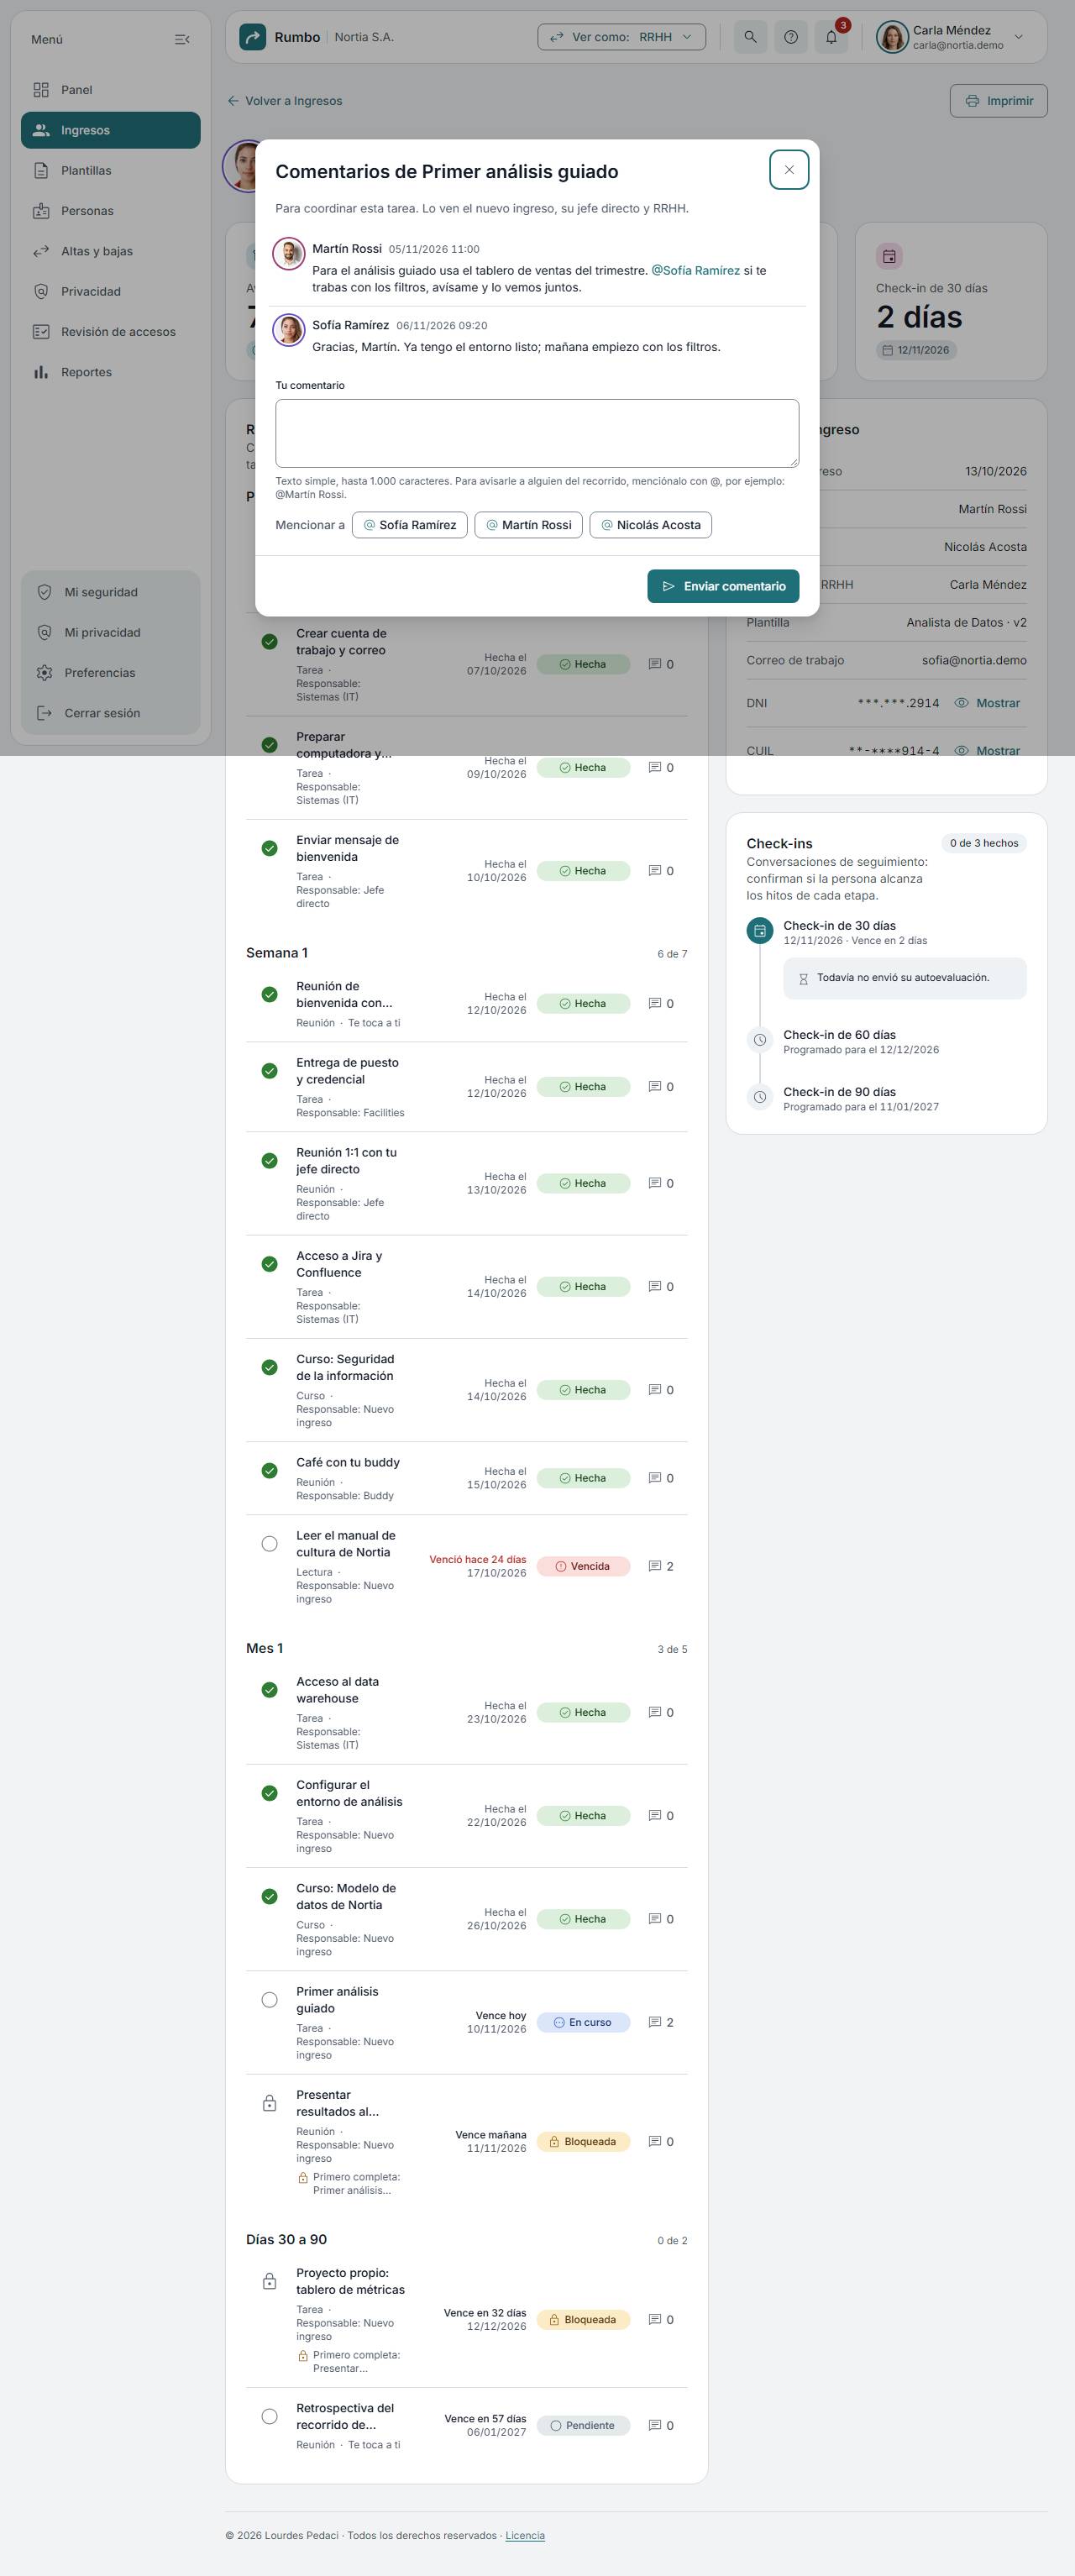 Menú
Panel
Ingresos
Plantillas
Personas
Altas y bajas
Privacidad
Revisión de accesos
Reportes
Mi seguridad
Mi privacidad
Preferencias
Cerrar sesión
Rumbo
Nortia S.A.
Ver como: RRHH
3
Carla Méndez
carla@nortia.demo
Volver a Ingresos
Imprimir
Comentarios de Primer análisis guiado
Para coordinar esta tarea. Lo ven el nuevo ingreso, su jefe directo y RRHH.
Martín Rossi 05/11/2026 11:00
Para el análisis guiado usa el tablero de ventas del trimestre. @Sofía Ramírez si te
trabas con los filtros, avísame y lo vemos juntos.
Sofía Ramírez 06/11/2026 09:20
Gracias, Martín. Ya tengo el entorno listo; mañana empiezo con los filtros.
Tu comentario
Texto simple, hasta 1.000 caracteres. Para avisarle a alguien del recorrido, menciónalo con @, por ejemplo:
@Martín Rossi.
Mencionar a
Sofía Ramírez
Martín Rossi
Nicolás Acosta
Enviar comentario
Check-in de 30 días
2 días
12/11/2026
13/10/2026
Martín Rossi
Nicolás Acosta
RRHH Carla Méndez
Plantilla Analista de Datos · v2
Correo de trabajo sofia@nortia.demo
DNI ***.***.2914 Mostrar
CUIL **-****914-4 Mostrar
Crear cuenta de
trabajo y correo
Tarea ·
Responsable:
Sistemas (IT)
Hecha el
07/10/2026
Hecha
0
Preparar
computadora y...
Tarea ·
Responsable:
Sistemas (IT)
Hecha el
09/10/2026
Hecha
0
Enviar mensaje de
bienvenida
Tarea ·
Responsable: Jefe
directo
Hecha el
10/10/2026
Hecha
0
Semana 1
6 de 7
Reunión de
bienvenida con...
Reunión · Te toca a ti
Hecha el
12/10/2026
Hecha
0
Entrega de puesto
y credencial
Tarea ·
Responsable: Facilities
Hecha el
12/10/2026
Hecha
0
Reunión 1:1 con tu
jefe directo
Reunión ·
Responsable: Jefe
directo
Hecha el
13/10/2026
Hecha
0
Acceso a Jira y
Confluence
Tarea ·
Responsable:
Sistemas (IT)
Hecha el
14/10/2026
Hecha
0
Curso: Seguridad
de la información
Curso ·
Responsable: Nuevo
ingreso
Hecha el
14/10/2026
Hecha
0
Café con tu buddy
Reunión ·
Responsable: Buddy
Hecha el
15/10/2026
Hecha
0
Leer el manual de
cultura de Nortia
Lectura ·
Responsable: Nuevo
ingreso
Venció hace 24 días
17/10/2026
Vencida
2
Mes 1
3 de 5
Acceso al data
warehouse
Tarea ·
Responsable:
Sistemas (IT)
Hecha el
23/10/2026
Hecha
0
Configurar el
entorno de análisis
Tarea ·
Responsable: Nuevo
ingreso
Hecha el
22/10/2026
Hecha
0
Curso: Modelo de
datos de Nortia
Curso ·
Responsable: Nuevo
ingreso
Hecha el
26/10/2026
Hecha
0
Primer análisis
guiado
Tarea ·
Responsable: Nuevo
ingreso
Vence hoy
10/11/2026
En curso
2
Presentar
resultados al...
Reunión ·
Responsable: Nuevo
ingreso
Primero completa:
Primer análisis...
Vence mañana
11/11/2026
Bloqueada
0
Días 30 a 90
0 de 2
Proyecto propio:
tablero de métricas
Tarea ·
Responsable: Nuevo
ingreso
Primero completa:
Presentar...
Vence en 32 días
12/12/2026
Bloqueada
0
Retrospectiva del
recorrido de...
Reunión · Te toca a ti
Vence en 57 días
06/01/2027
Pendiente
0
Check-ins
0 de 3 hechos
Conversaciones de seguimiento:
confirman si la persona alcanza
los hitos de cada etapa.
Check-in de 30 días
12/11/2026 · Vence en 2 días
Todavía no envió su autoevaluación.
Check-in de 60 días
Programado para el 12/12/2026
Check-in de 90 días
Programado para el 11/01/2027
© 2026 Lourdes Pedaci · Todos los derechos reservados · Licencia